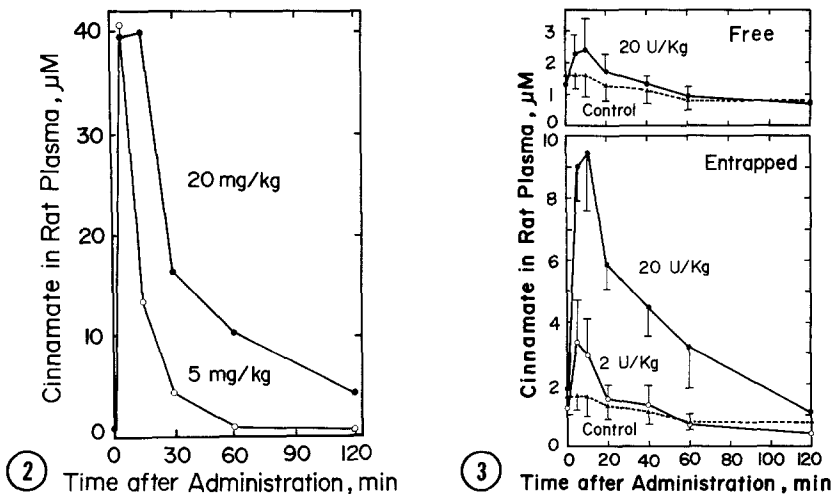 Cinnamate in Rat Plasma, µM
40
30
20
10
0
20 mg/kg
5 mg/kg
0 30 60 90 120
2
Time after Administration, min
Cinnamate in Rat Plasma, µM
3
2
1
0
Free
20 U/Kg
Control
10
8
6
4
2
0
Entrapped
20 U/Kg
2 U/Kg
Control
0 20 40 60 80 100 120
3
Time after Administration, min